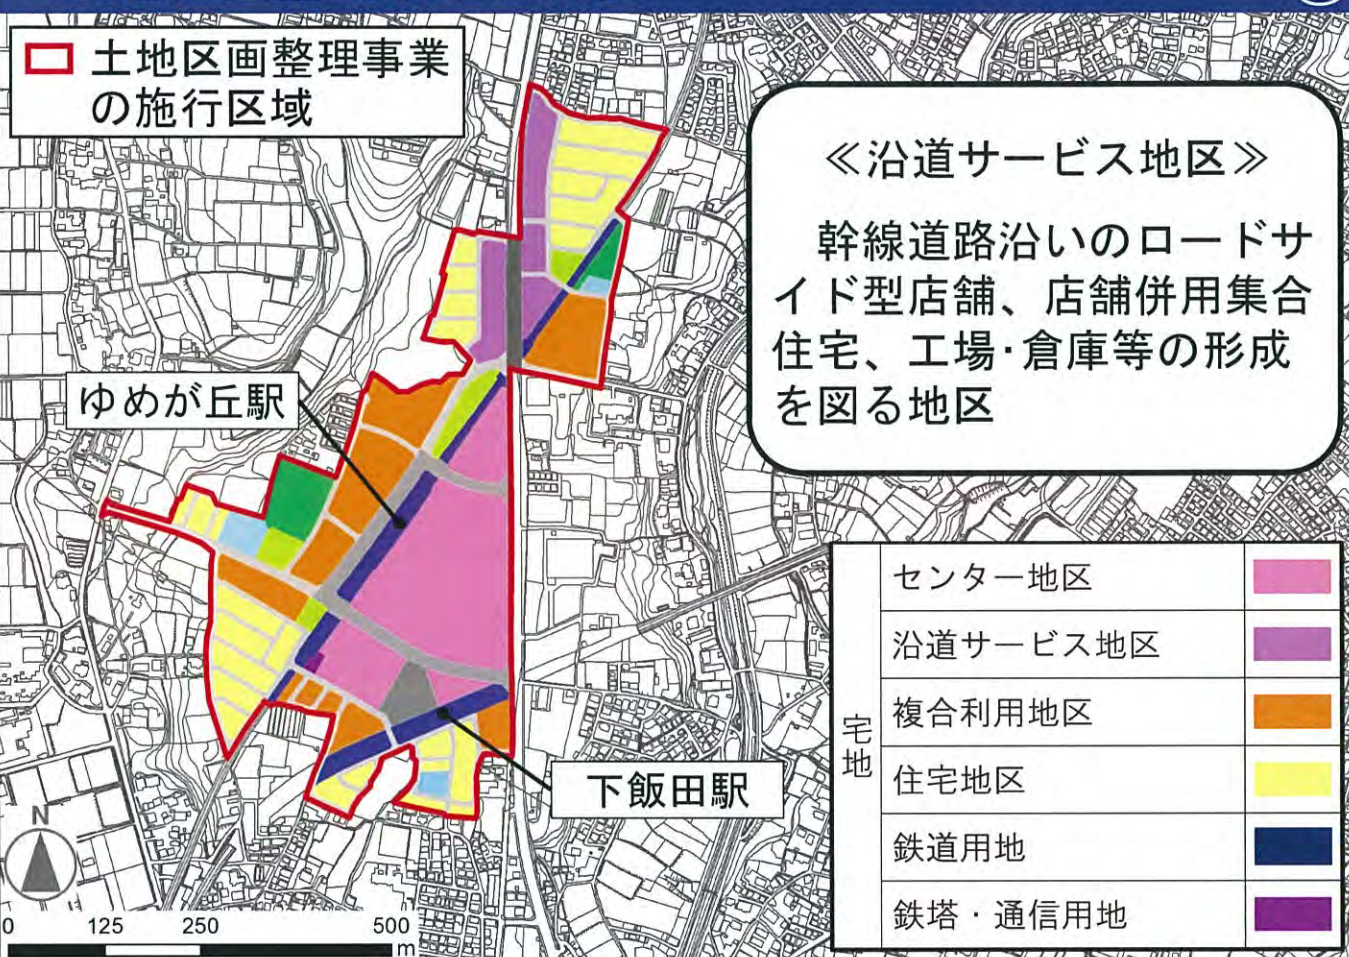 土地区画整理事業
の施行区域
≪沿道サービス地区≫
幹線道路沿いのロードサ
イド型店舗、店舗併用集合
住宅、工場・倉庫等の形成
を図る地区
ゆめが丘駅
下飯田駅
宅地
センター地区
沿道サービス地区
複合利用地区
住宅地区
鉄道用地
鉄塔・通信用地
N
0 125 250 500
m